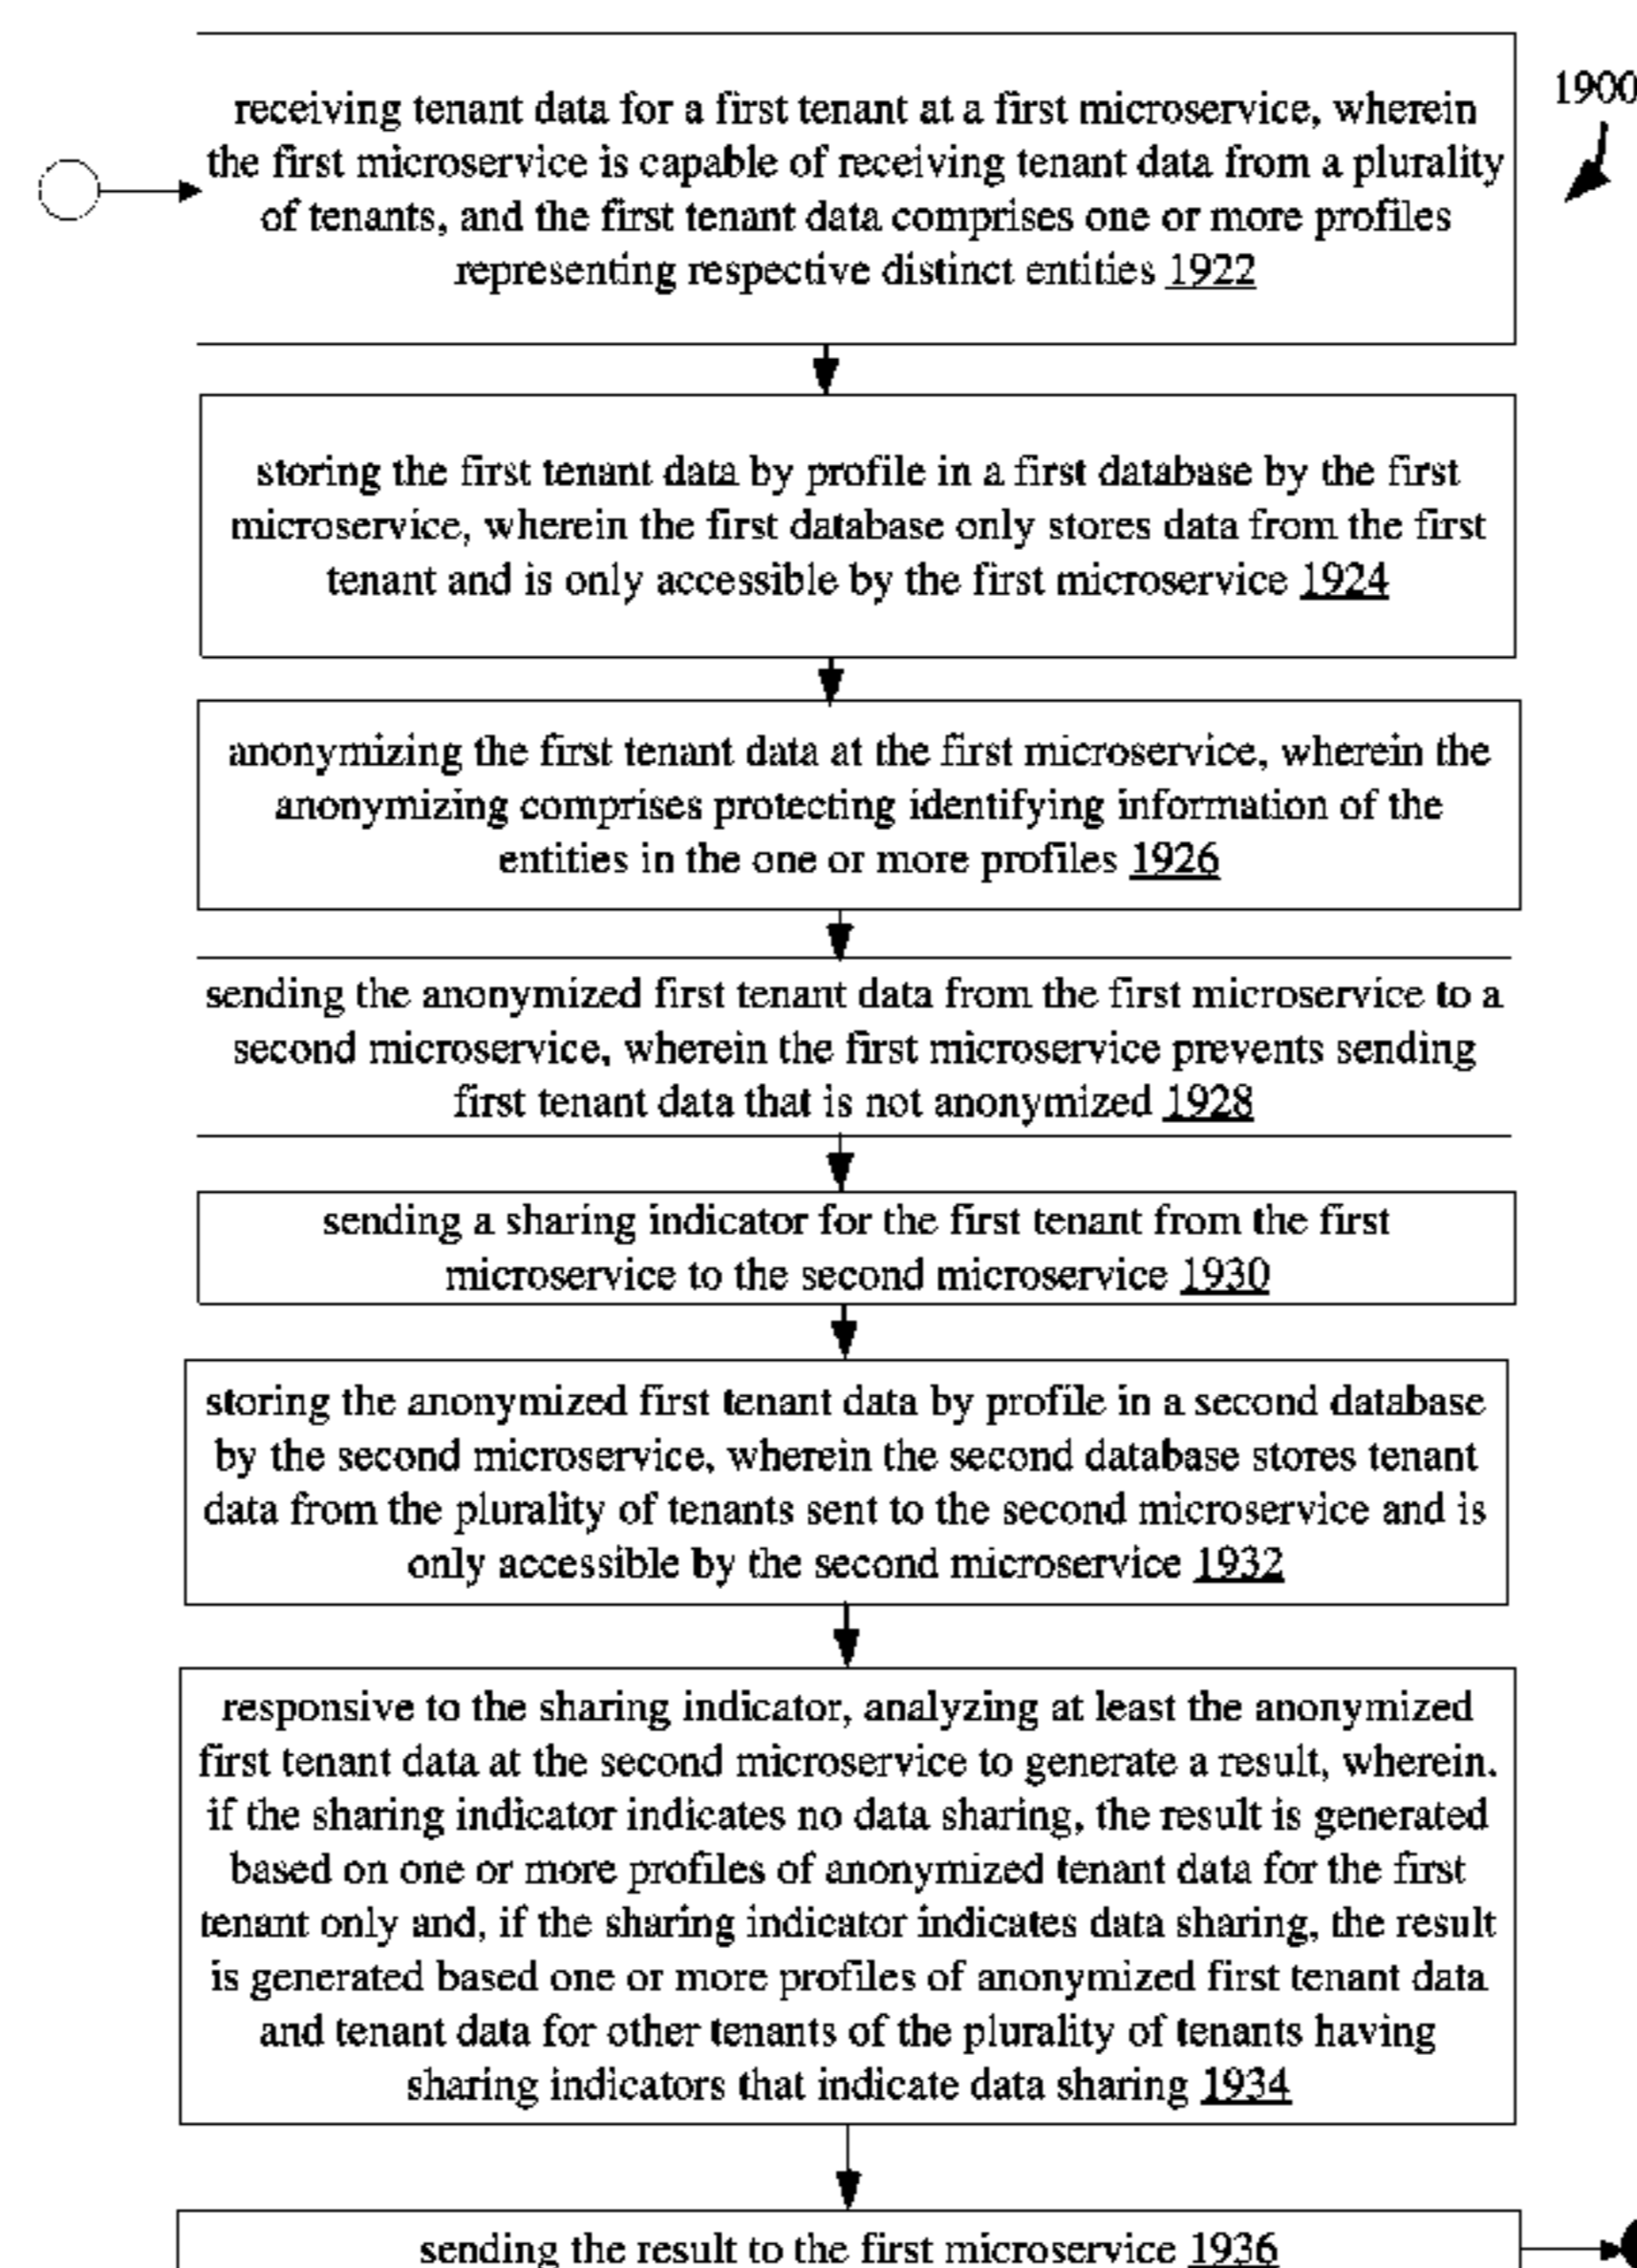 1900
receiving tenant data for a first tenant at a first microservice, wherein
the first microservice is capable of receiving tenant data from a plurality
of tenants, and the first tenant data comprises one or more profiles
representing respective distinct entities 1922
storing the first tenant data by profile in a first database by the first
microservice, wherein the first database only stores data from the first
tenant and is only accessible by the first microservice 1924
anonymizing the first tenant data at the first microservice, wherein the
anonymizing comprises protecting identifying information of the
entities in the one or more profiles 1926
sending the anonymized first tenant data from the first microservice to a
second microservice, wherein the first microservice prevents sending
first tenant data that is not anonymized 1928
sending a sharing indicator for the first tenant from the first
microservice to the second microservice 1930
storing the anonymized first tenant data by profile in a second database
by the second microservice, wherein the second database stores tenant
data from the plurality of tenants sent to the second microservice and is
only accessible by the second microservice 1932
responsive to the sharing indicator, analyzing at least the anonymized
first tenant data at the second microservice to generate a result, wherein.
if the sharing indicator indicates no data sharing, the result is generated
based on one or more profiles of anonymized tenant data for the first
tenant only and, if the sharing indicator indicates data sharing, the result
is generated based one or more profiles of anonymized first tenant data
and tenant data for other tenants of the plurality of tenants having
sharing indicators that indicate data sharing 1934
sending the result to the first microservice 1936